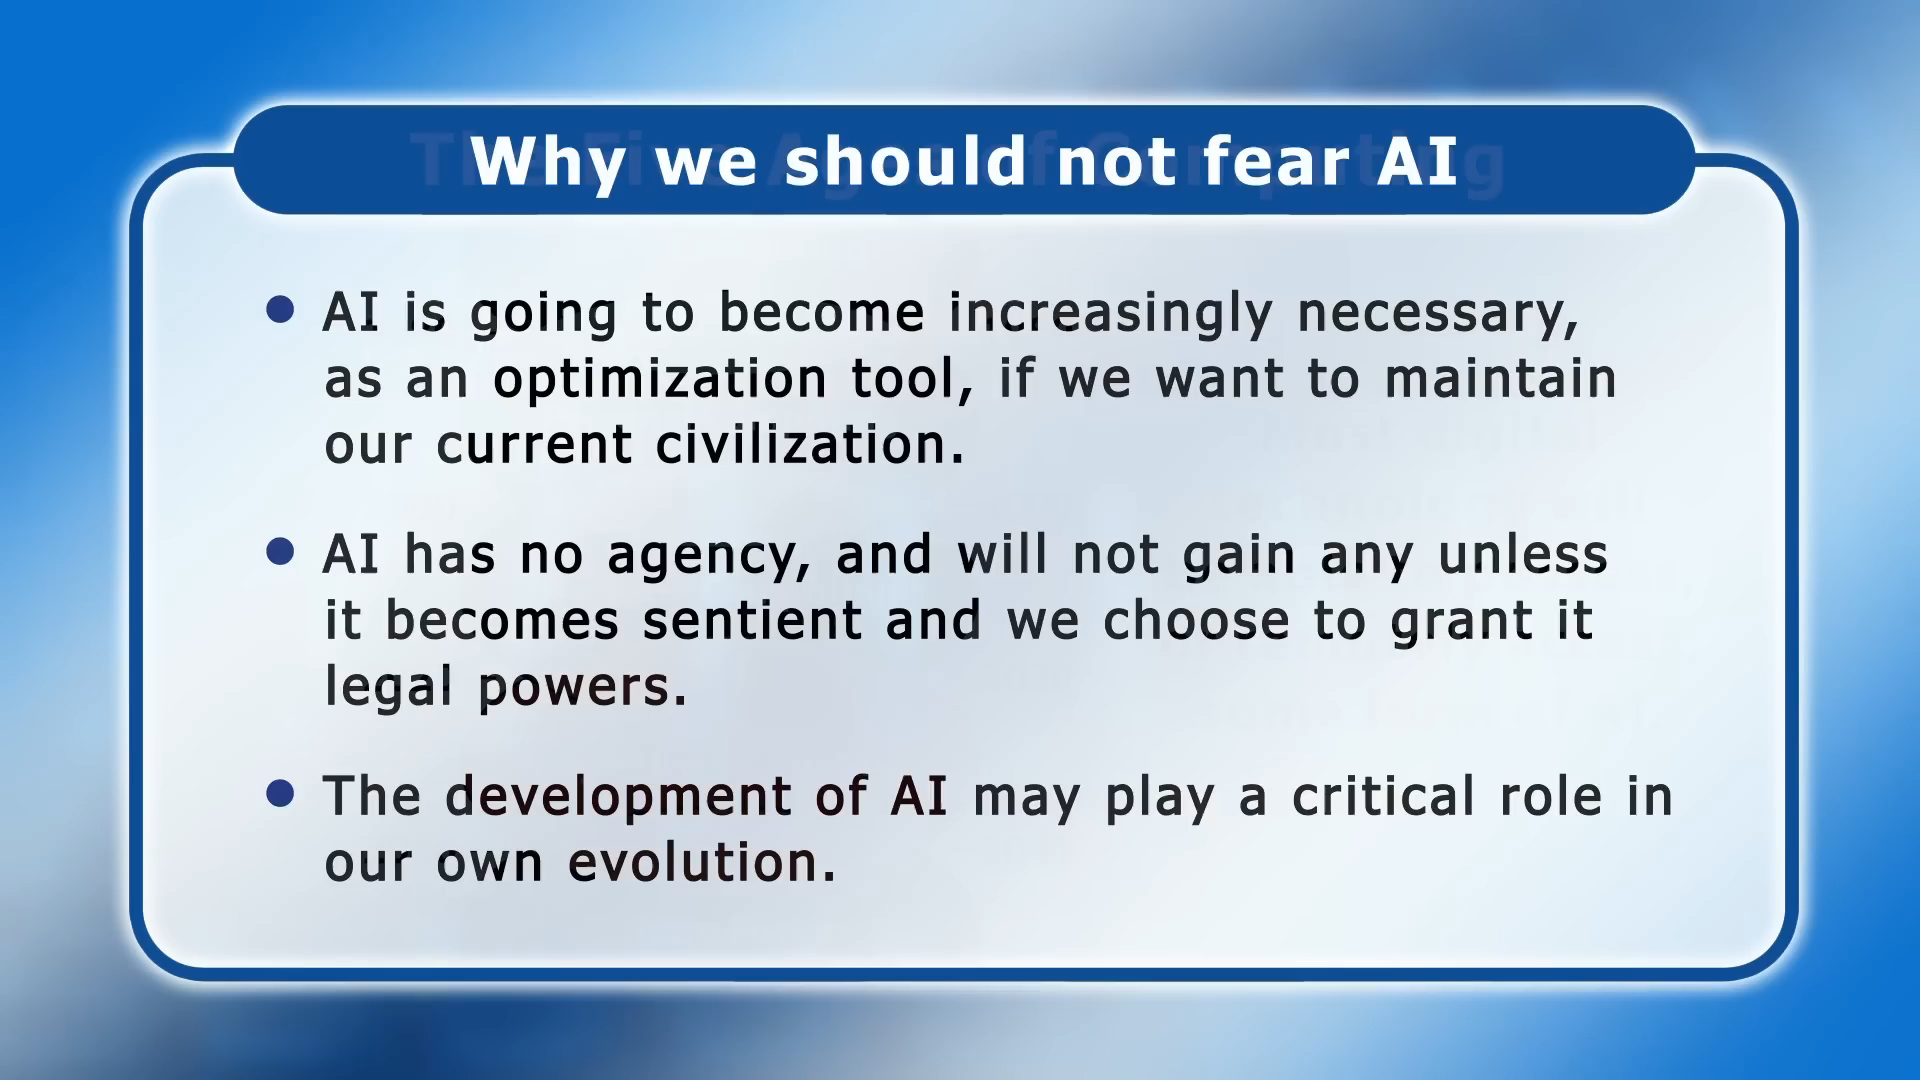 Why we should not fear AI
AI is going to become increasingly necessary,
as an optimization tool, if we want to maintain
our current civilization.
AI has no agency, and will not gain any unless
it becomes sentient and we choose to grant it
legal powers.
The development of AI may play a critical role in
our own evolution.